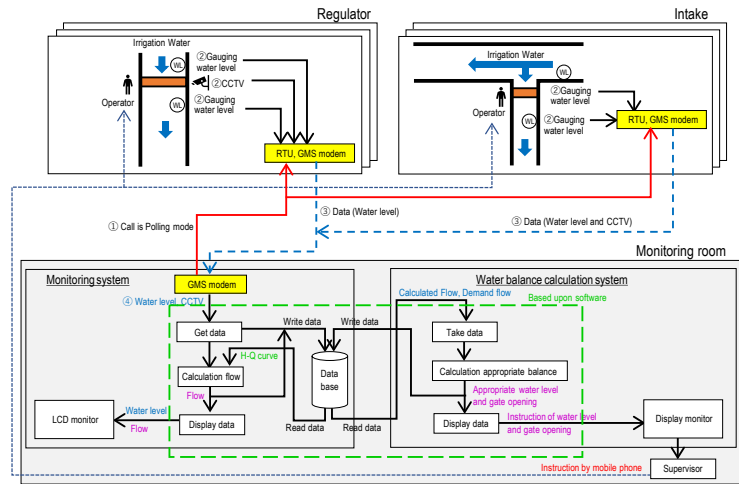 Regulator
Irrigation Water
WL
②Gauging
water level
②CCTV
Operator
WL
②Gauging
water level
RTU, GMS modem
Intake
Irrigation Water
WL
Operator
②Gauging
water level
WL
②Gauging
water level
RTU, GMS modem
① Call is Polling mode
③ Data (Water level)
③ Data (Water level and CCTV)
Monitoring room
Monitoring system
GMS modem
④ Water level, CCTV
Get data
Write data
H-Q curve
Calculation flow
Flow
Display data
Read data
Water level
Flow
LCD monitor
Data
base
Water balance calculation system
Calculated Flow, Demand flow
Based upon software
Write data
Take data
Calculation appropriate balance
Appropriate water level
and gate opening
Read data
Display data
Instruction of water level
and gate opening
Display monitor
Instruction by mobile phone
Supervisor